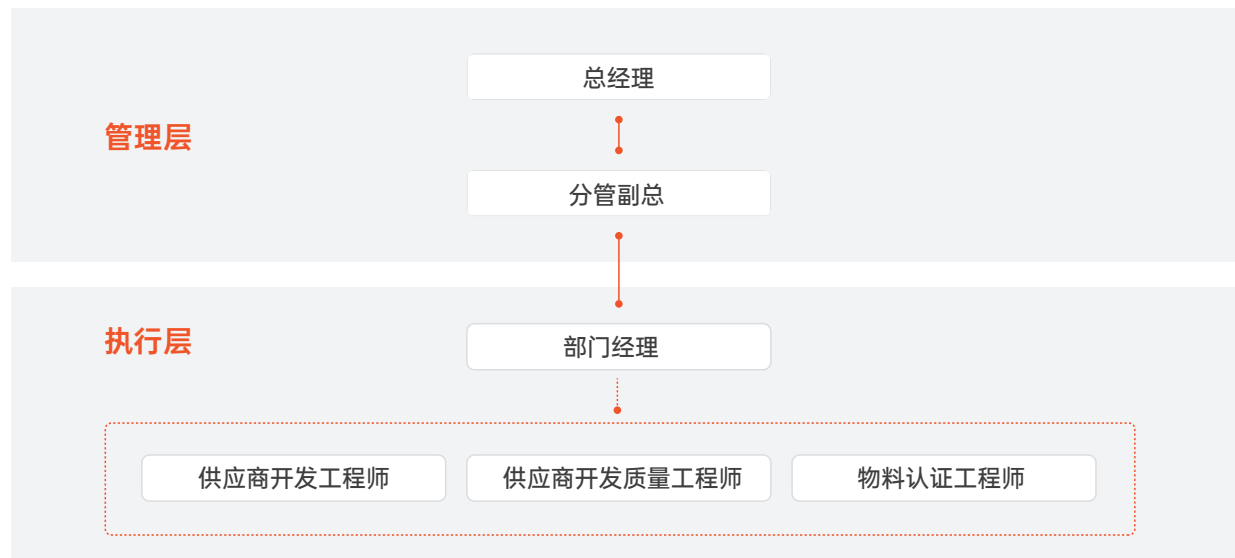 总经理
管理层
分管副总
执行层
部门经理
供应商开发工程师
供应商开发质量工程师
物料认证工程师